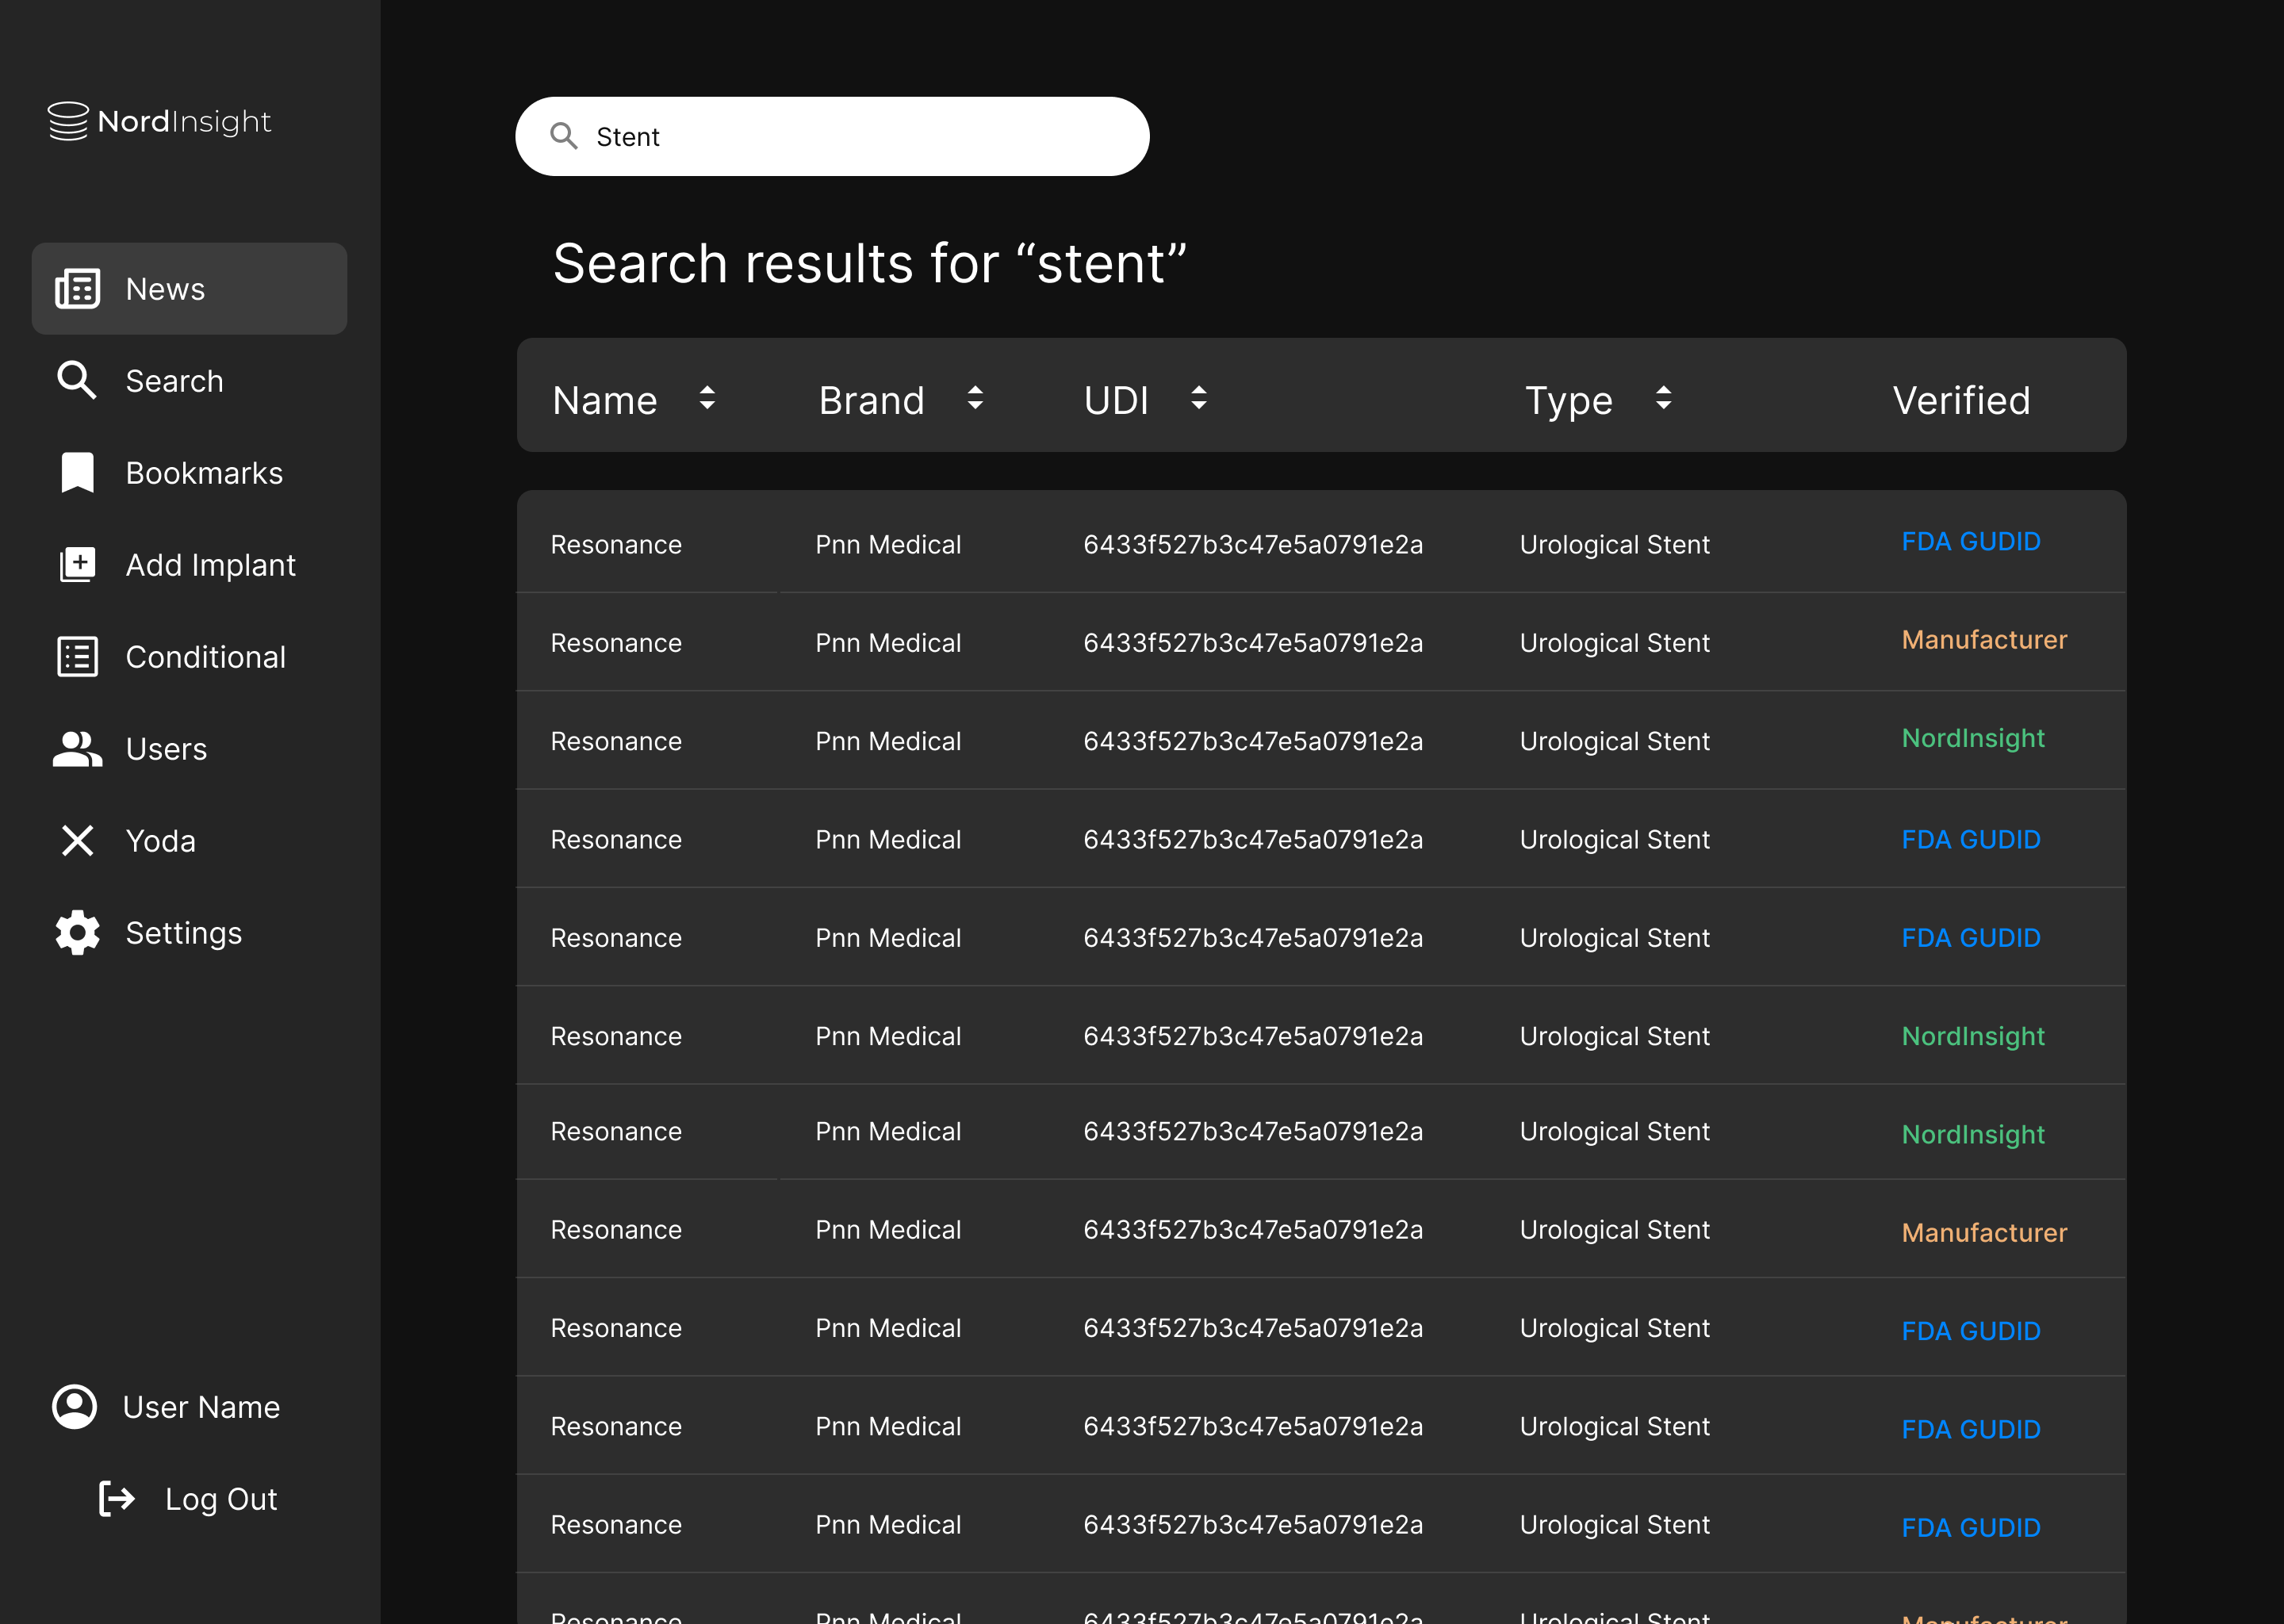 NordInsight
News
Search
Bookmarks
Add Implant
Conditional
Users
Yoda
Settings
User Name
Log Out
Stent
Search results for “stent”
Name Brand UDI Type Verified
Resonance Pnn Medical 6433f527b3c47e5a0791e2a Urological Stent FDA GUDID
Resonance Pnn Medical 6433f527b3c47e5a0791e2a Urological Stent Manufacturer
Resonance Pnn Medical 6433f527b3c47e5a0791e2a Urological Stent NordInsight
Resonance Pnn Medical 6433f527b3c47e5a0791e2a Urological Stent FDA GUDID
Resonance Pnn Medical 6433f527b3c47e5a0791e2a Urological Stent FDA GUDID
Resonance Pnn Medical 6433f527b3c47e5a0791e2a Urological Stent NordInsight
Resonance Pnn Medical 6433f527b3c47e5a0791e2a Urological Stent NordInsight
Resonance Pnn Medical 6433f527b3c47e5a0791e2a Urological Stent Manufacturer
Resonance Pnn Medical 6433f527b3c47e5a0791e2a Urological Stent FDA GUDID
Resonance Pnn Medical 6433f527b3c47e5a0791e2a Urological Stent FDA GUDID
Resonance Pnn Medical 6433f527b3c47e5a0791e2a Urological Stent FDA GUDID
Resonance Pnn Medical 6433f527b3c47e5a0791e2a Urological Stent Manufacturer